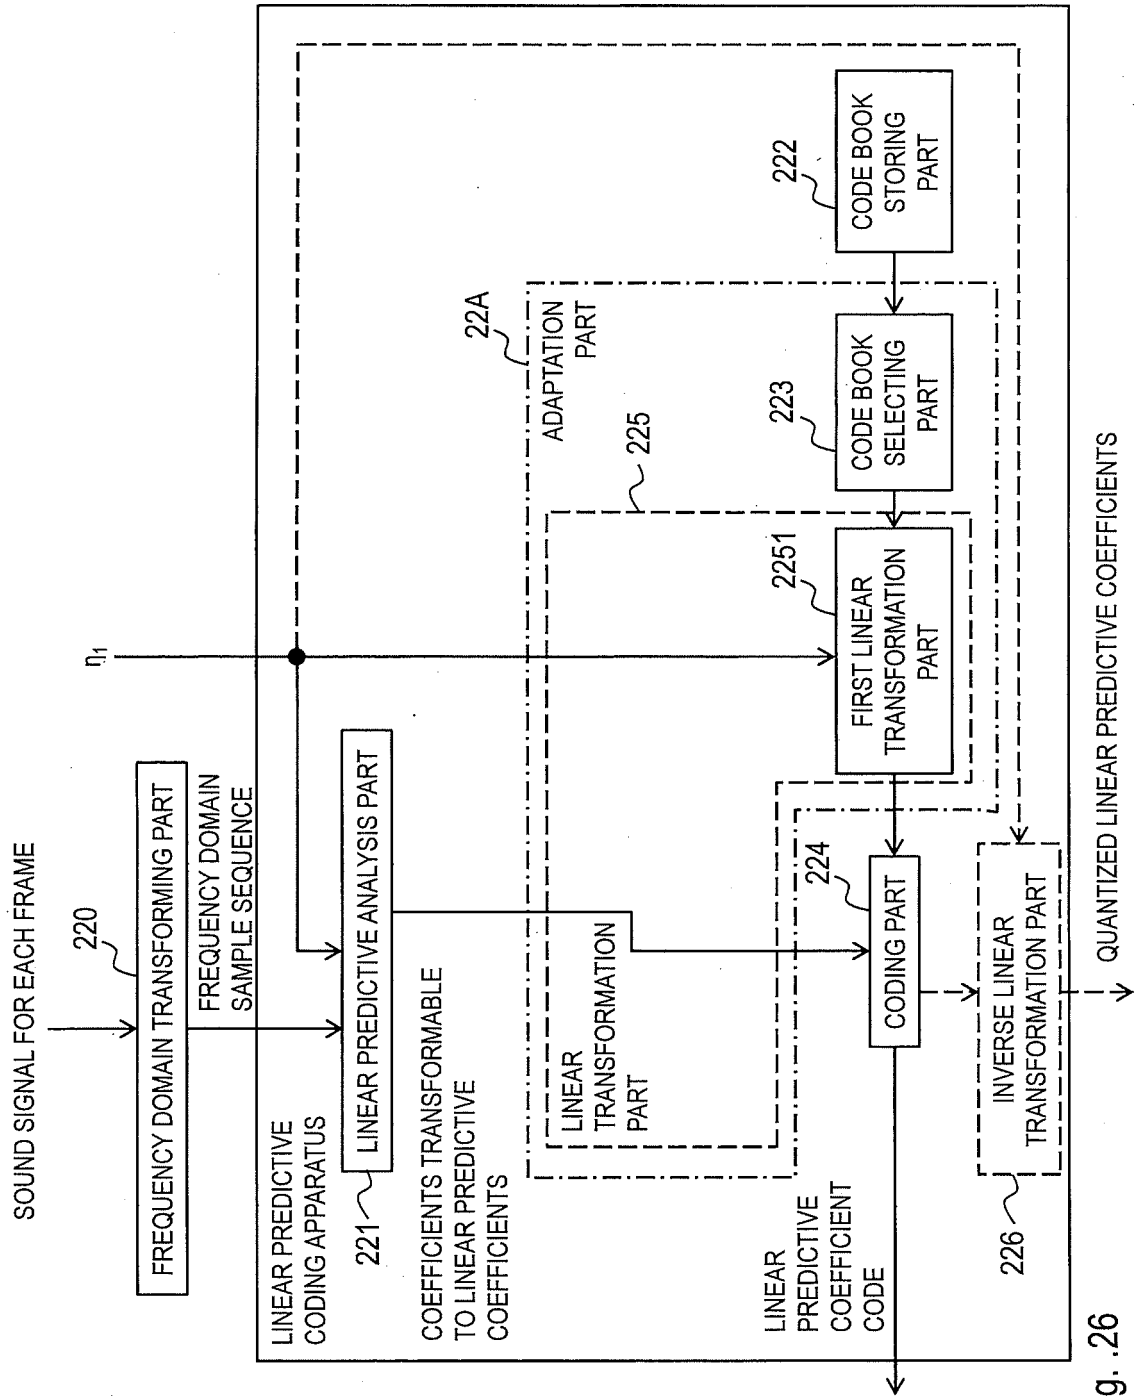 SOUND SIGNAL FOR EACH FRAME
220
FREQUENCY DOMAIN TRANSFORMING PART
FREQUENCY DOMAIN
SAMPLE SEQUENCE
η1
LINEAR PREDICTIVE
CODING APPARATUS
LINEAR PREDICTIVE ANALYSIS PART
221
COEFFICIENTS TRANSFORMABLE
TO LINEAR PREDICTIVE
COEFFICIENTS
22A
ADAPTATION
PART
225
LINEAR
TRANSFORMATION
PART
2251
FIRST LINEAR
TRANSFORMATION
PART
223
CODE BOOK
SELECTING
PART
222
CODE BOOK
STORING
PART
LINEAR
PREDICTIVE
COEFFICIENT
CODE
224
CODING PART
226
INVERSE LINEAR
TRANSFORMATION PART
QUANTIZED LINEAR PREDICTIVE COEFFICIENTS
g. .26